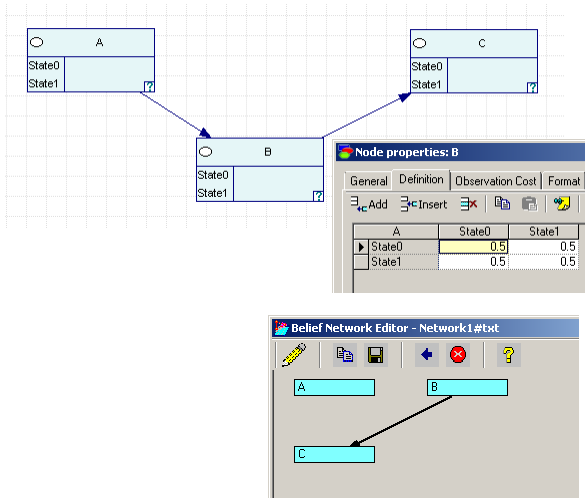 A
State0
State1
?
C
State0
State1
?
B
State0
State1
?
Node properties: B
General Definition Observation Cost Format
Add Insert
A State0 State1
State0 0.5 0.5
State1 0.5 0.5
Belief Network Editor - Network1#txt
?
A B
C